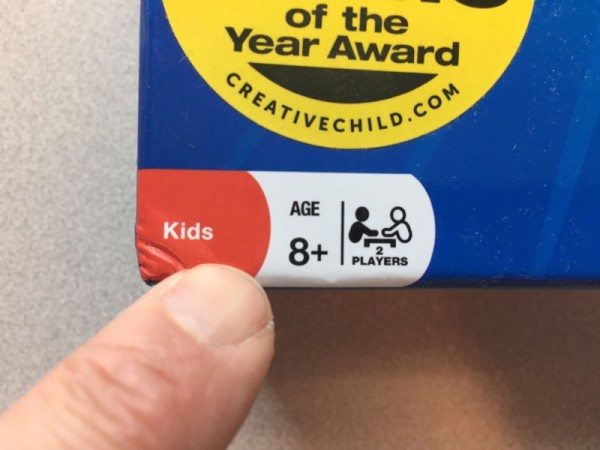 of the
Year Award
CREATIVECHILD.COM
Kids
AGE
8+
2
PLAYERS